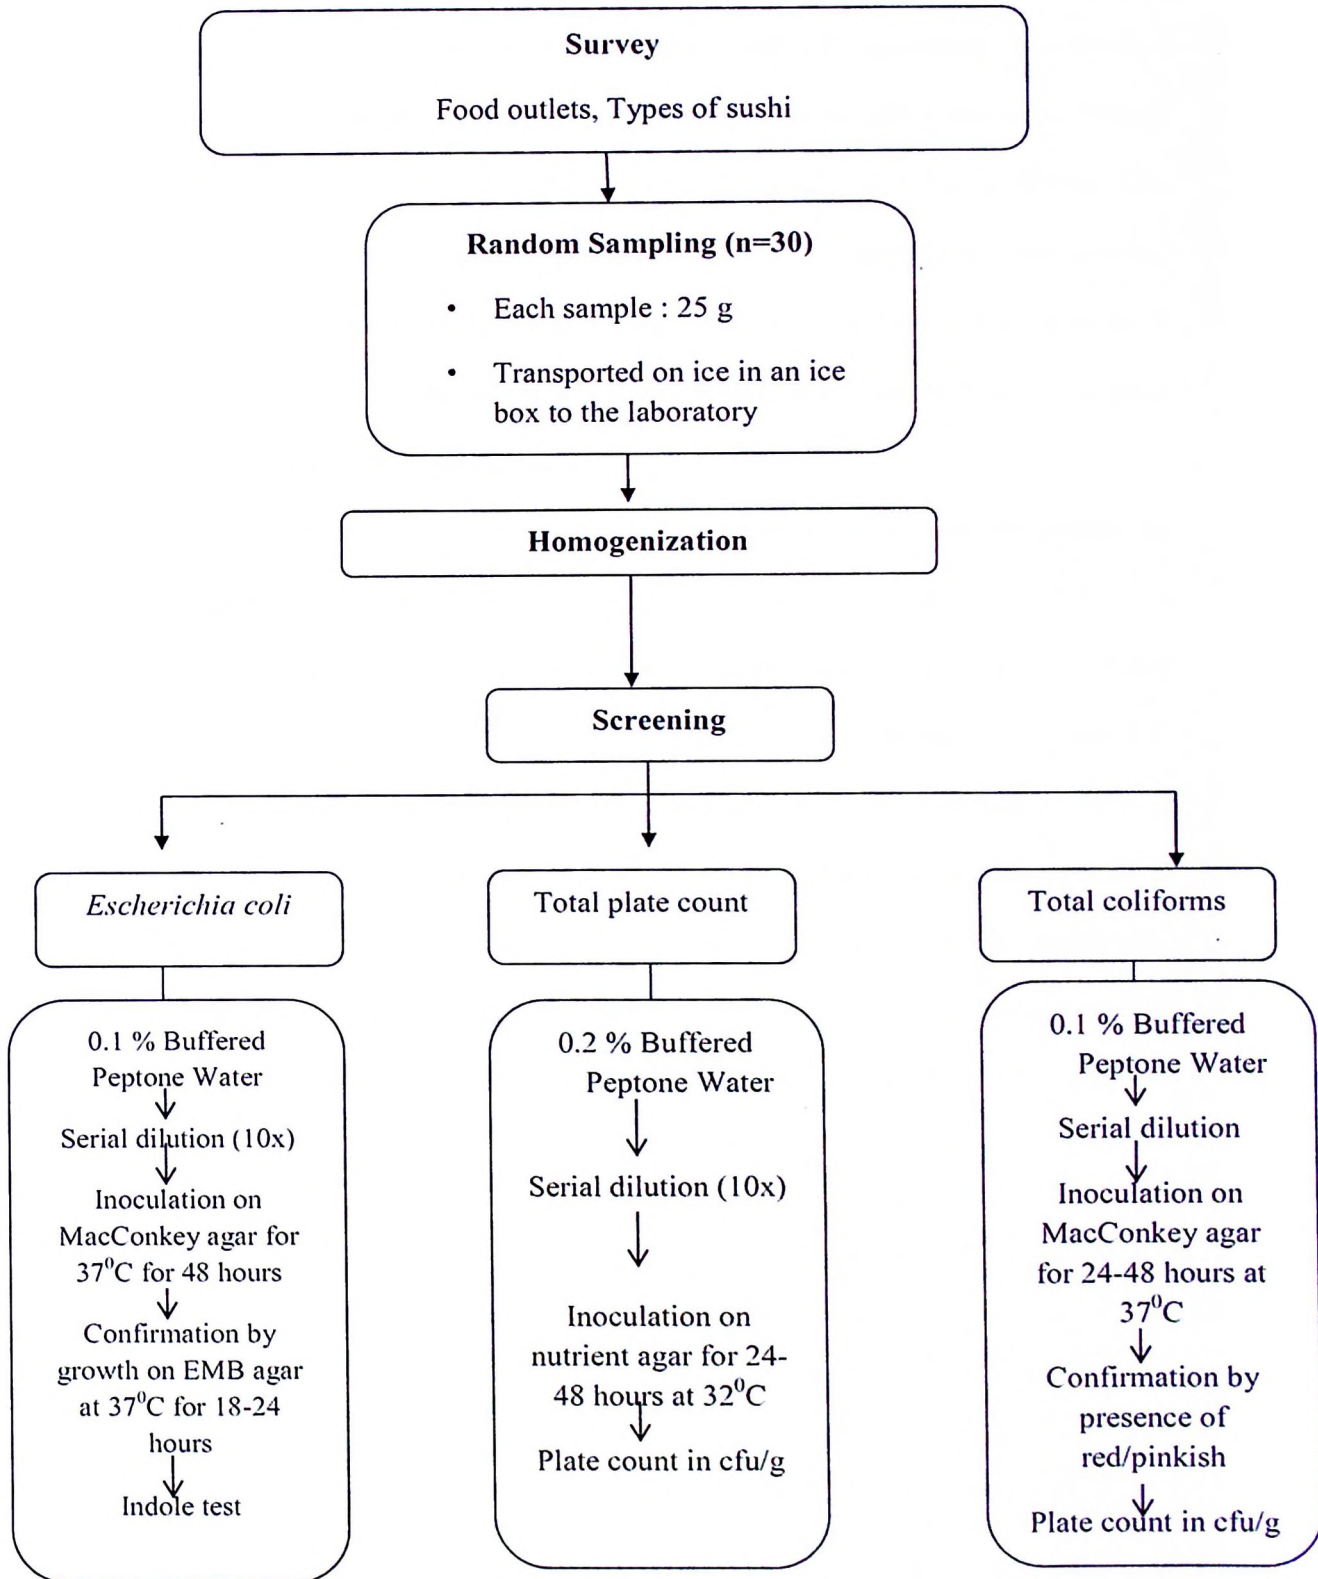 Survey
Food outlets, Types of sushi
Random Sampling (n=30)
• Each sample : 25 g
• Transported on ice in an ice
box to the laboratory
Homogenization
Screening
Escherichia coli
0.1 % Buffered
Peptone Water
Serial dilution (10x)
Inoculation on
MacConkey agar for
37⁰C for 48 hours
Confirmation by
growth on EMB agar
at 37⁰C for 18-24
hours
Indole test
Total plate count
0.2 % Buffered
Peptone Water
Serial dilution (10x)
Inoculation on
nutrient agar for 24-
48 hours at 32⁰C
Plate count in cfu/g
Total coliforms
0.1 % Buffered
Peptone Water
Serial dilution
Inoculation on
MacConkey agar
for 24-48 hours at
37⁰C
Confirmation by
presence of
red/pinkish
Plate count in cfu/g